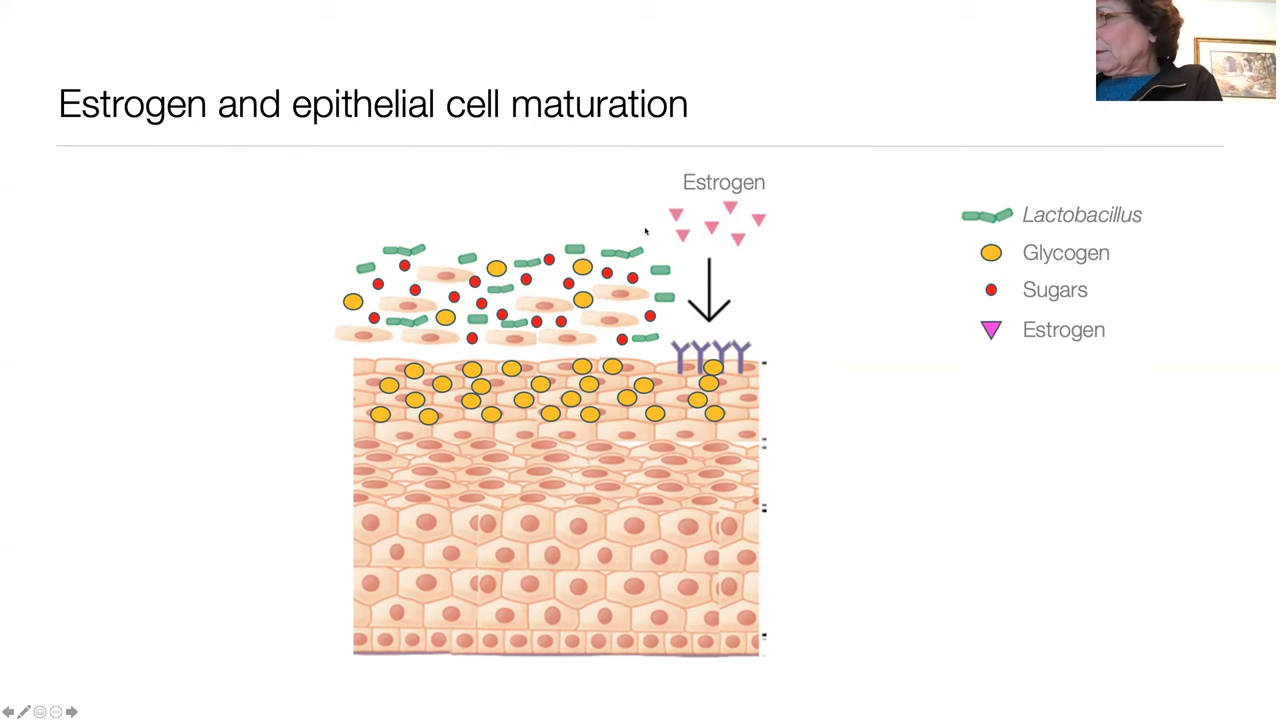 Estrogen and epithelial cell maturation
Estrogen
Lactobacillus
Glycogen
Sugars
Estrogen